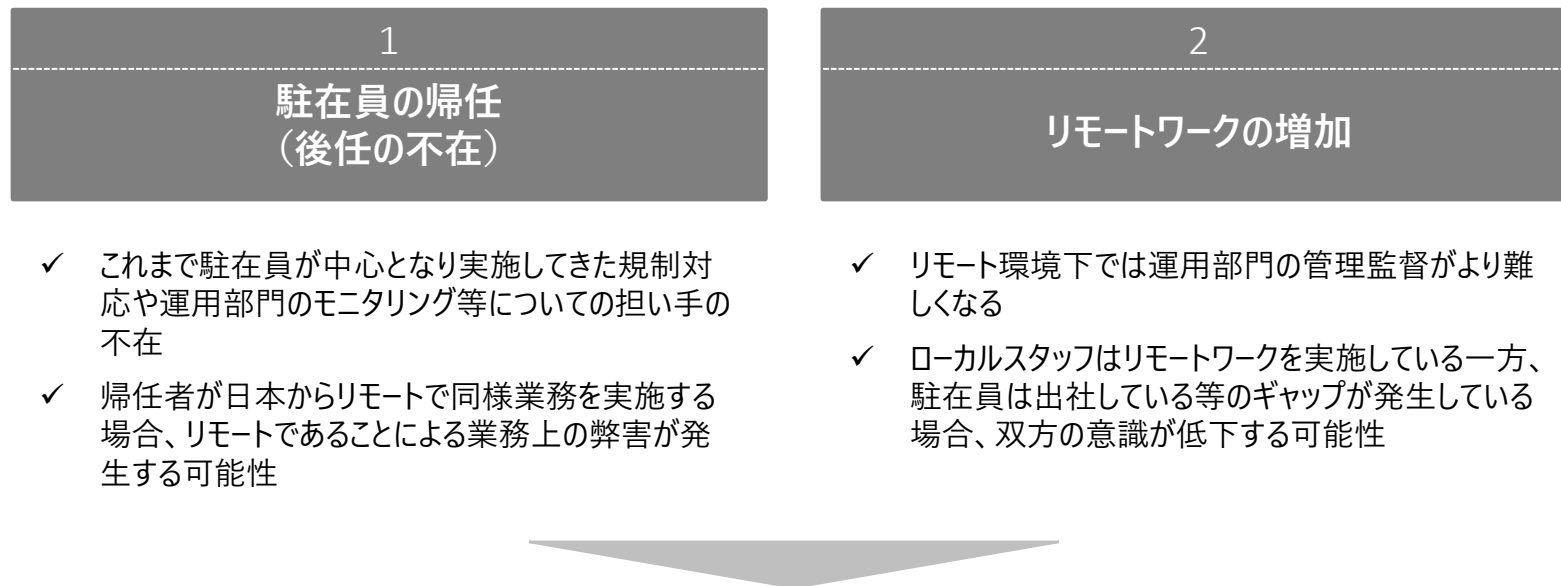 1
駐在員の帰任
（後任の不在）
✓ これまで駐在員が中心となり実施してきた規制対
応や運用部門のモニタリング等についての担い手の
不在
✓ 帰任者が日本からリモートで同様業務を実施する
場合、リモートであることによる業務上の弊害が発
生する可能性
2
リモートワークの増加
✓ リモート環境下では運用部門の管理監督がより難
しくなる
✓ ローカルスタッフはリモートワークを実施している一方、
駐在員は出社している等のギャップが発生している
場合、双方の意識が低下する可能性